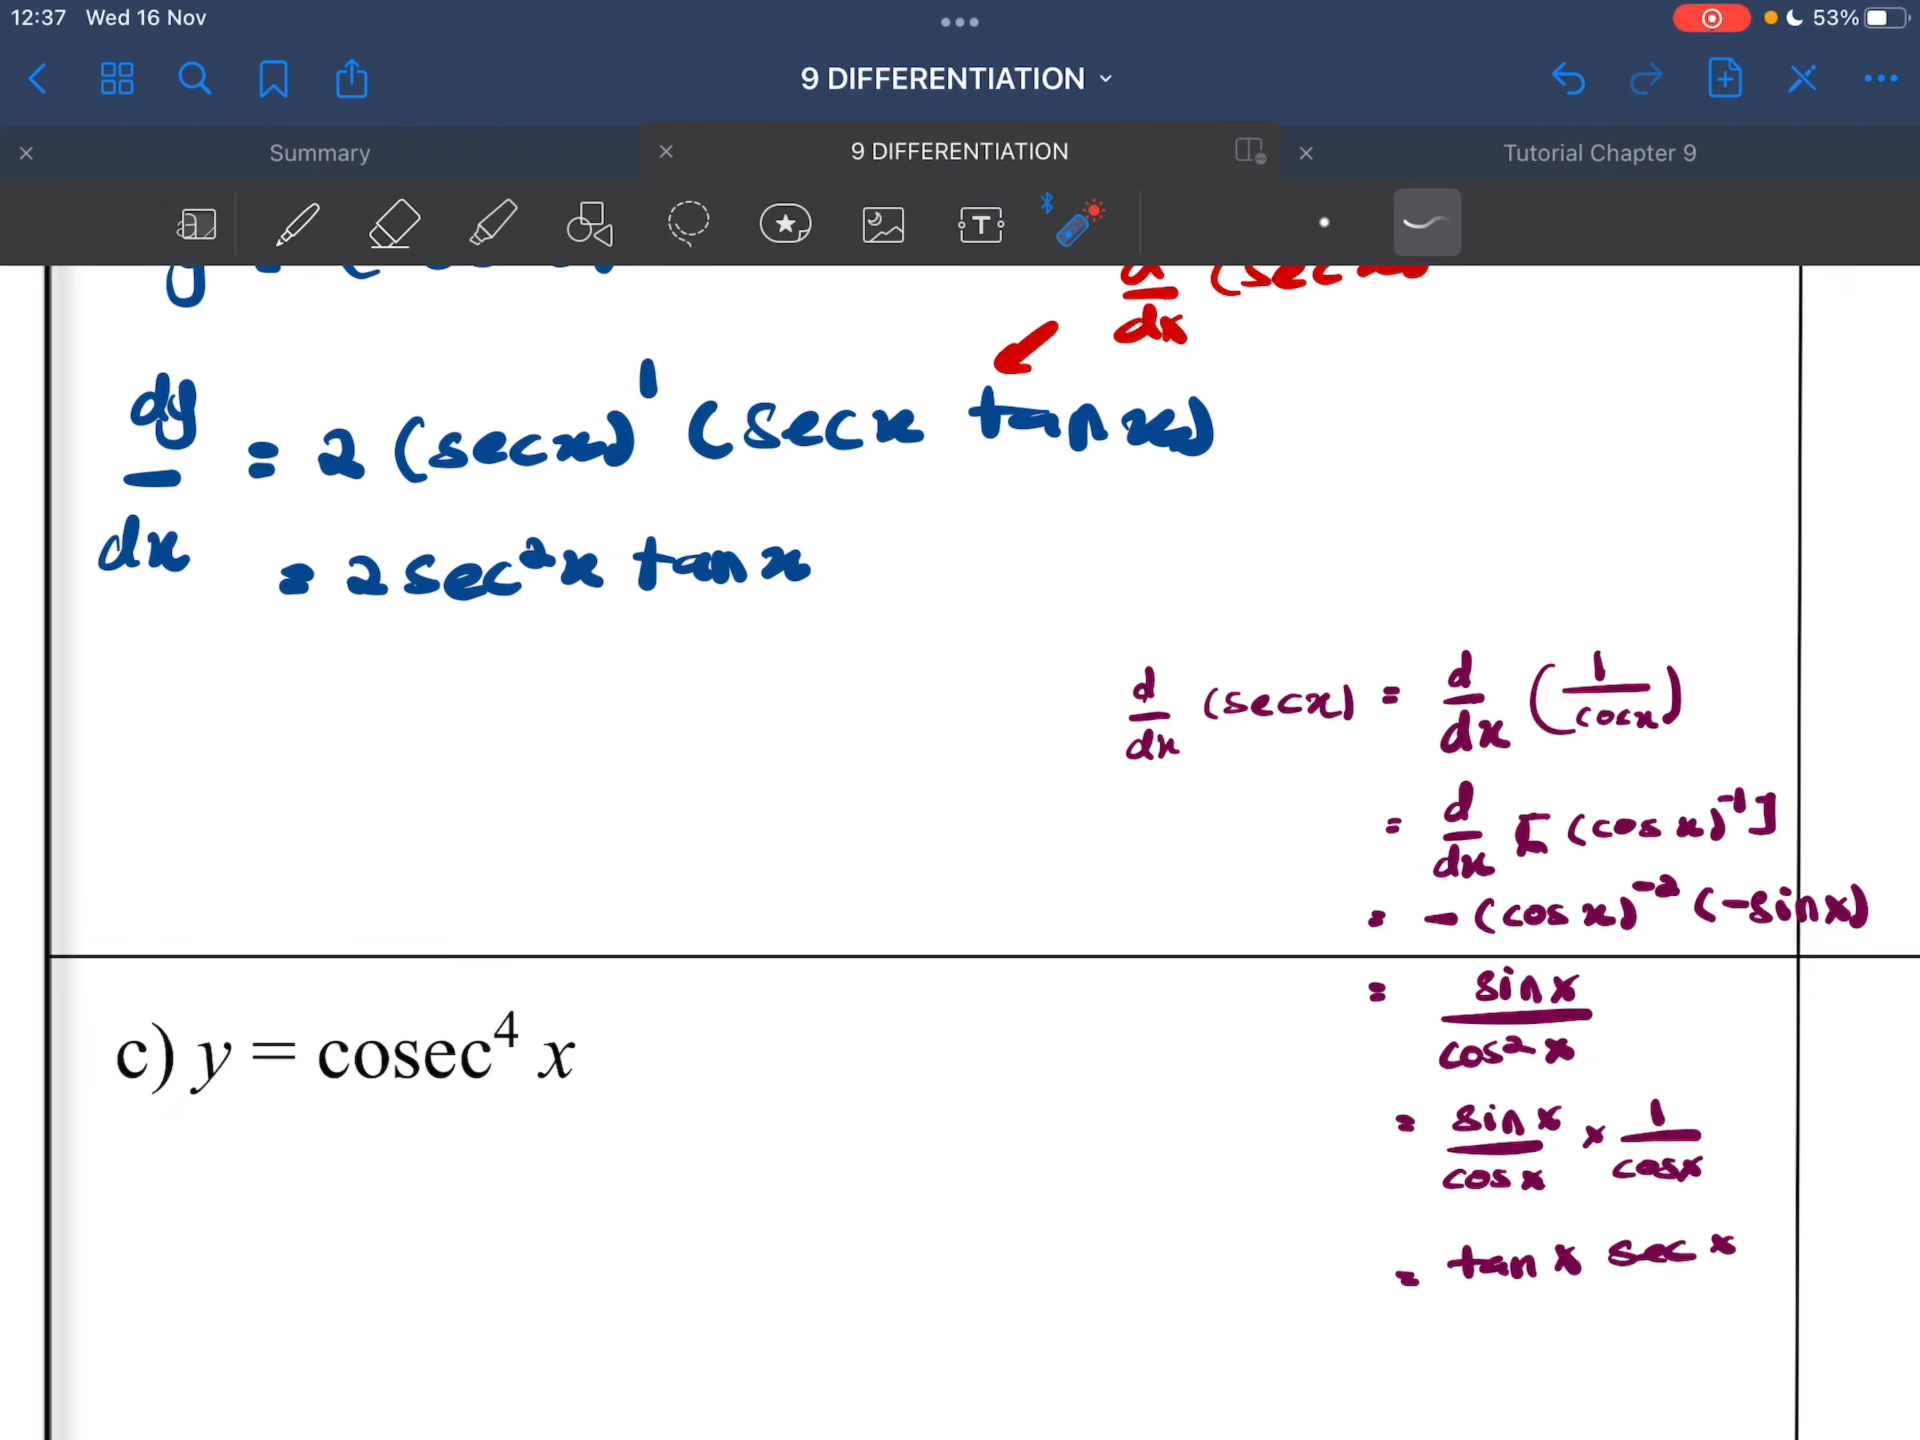 12:37 Wed 16 Nov
53%
9 DIFFERENTIATION
Summary
9 DIFFERENTIATION
Tutorial Chapter 9
d/dx (sec x)
dy/dx = 2 (sec x)¹ (sec x tan x)
= 2 sec²x tan x
d/dx (sec x) = d/dx (1/cos x)
= d/dx [(cos x)⁻¹]
= -(cos x)⁻² (-sin x)
= sin x/cos² x
c) y = cosec⁴ x
= sin x/cos x × 1/cos x
= tan x sec x